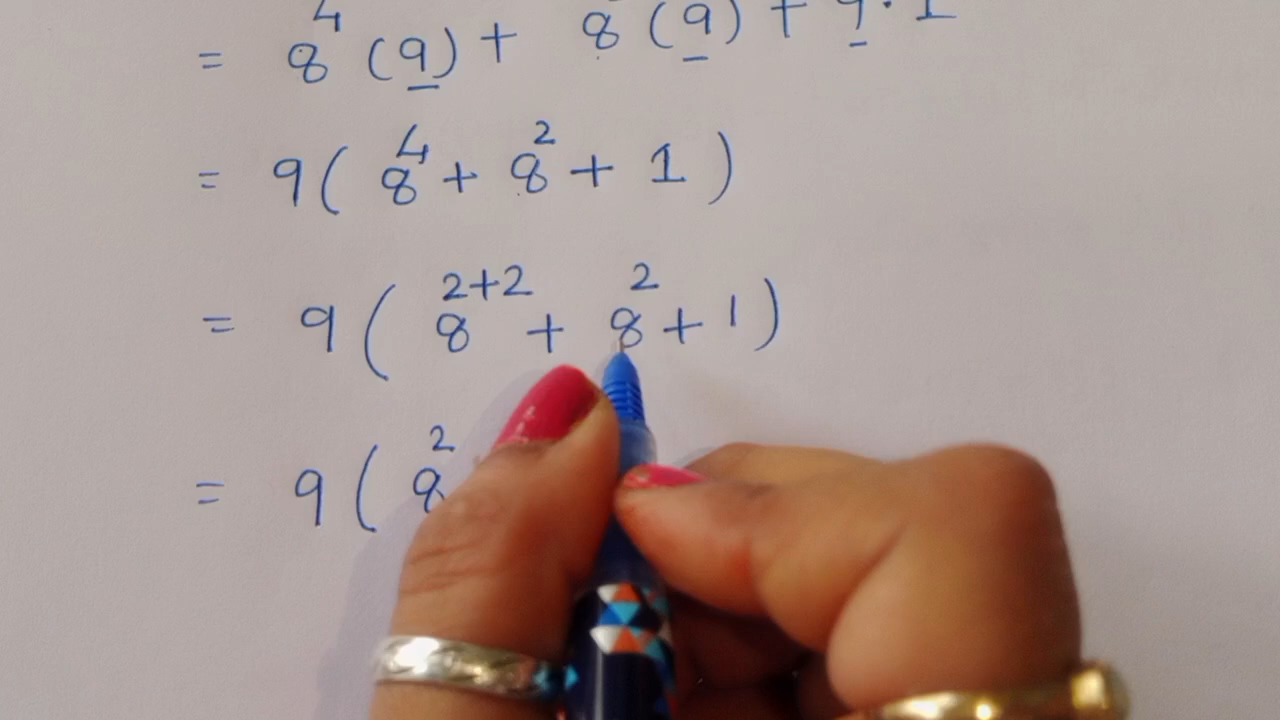 = 8⁴ (9) + 8 (9) + 9 · 1
= 9 ( 8⁴ + 8² + 1 )
= 9 ( 8²⁺² + 8² + 1 )
= 9 ( 8²